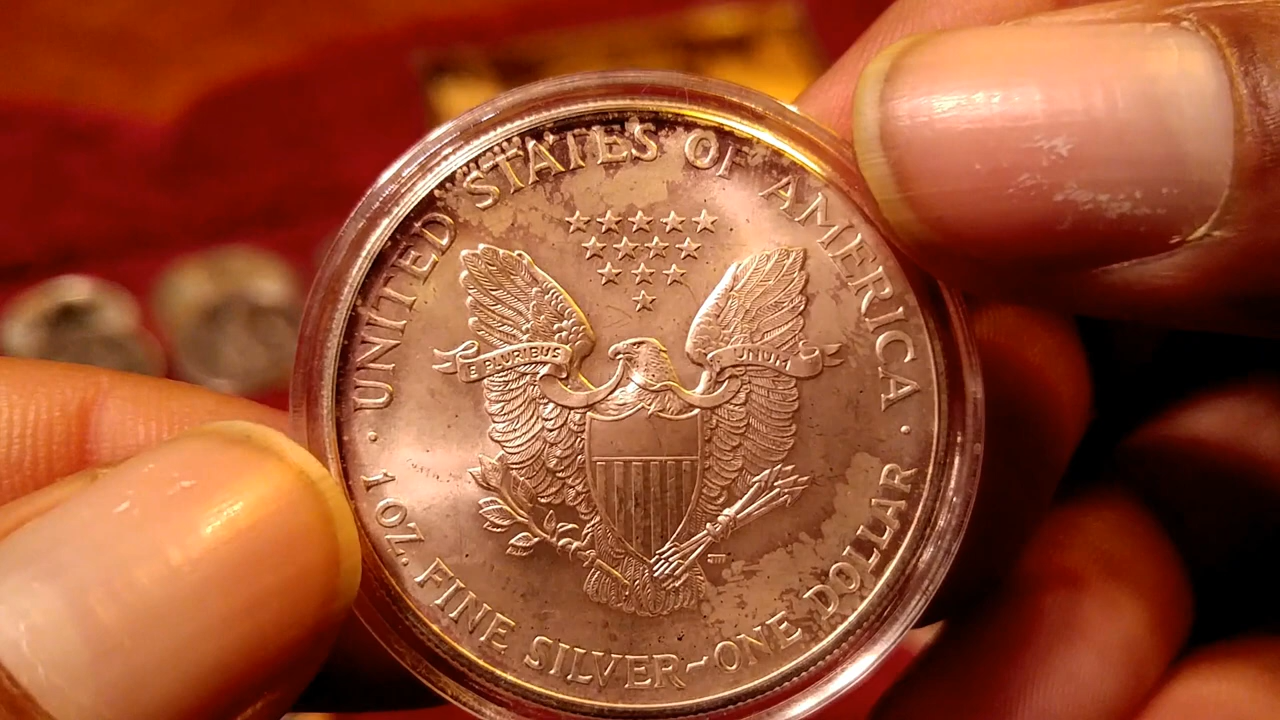 UNITED STATES OF AMERICA
E PLURIBUS UNUM
1 OZ. FINE SILVER~ONE DOLLAR